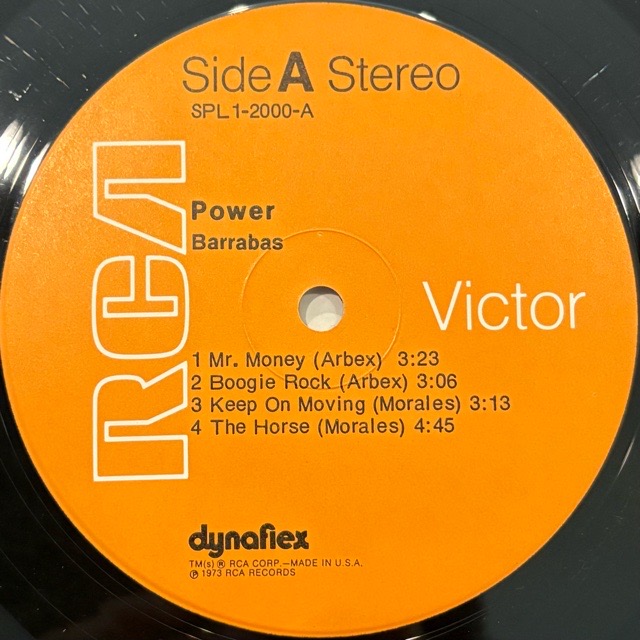 Side A Stereo
SPL1-2000-A
RCA
Power
Barrabas
Victor
1 Mr. Money (Arbex) 3:23
2 Boogie Rock (Arbex) 3:06
3 Keep On Moving (Morales) 3:13
4 The Horse (Morales) 4:45
dynaflex
TM(s) ® RCA CORP.—MADE IN U.S.A.
℗ 1973 RCA RECORDS